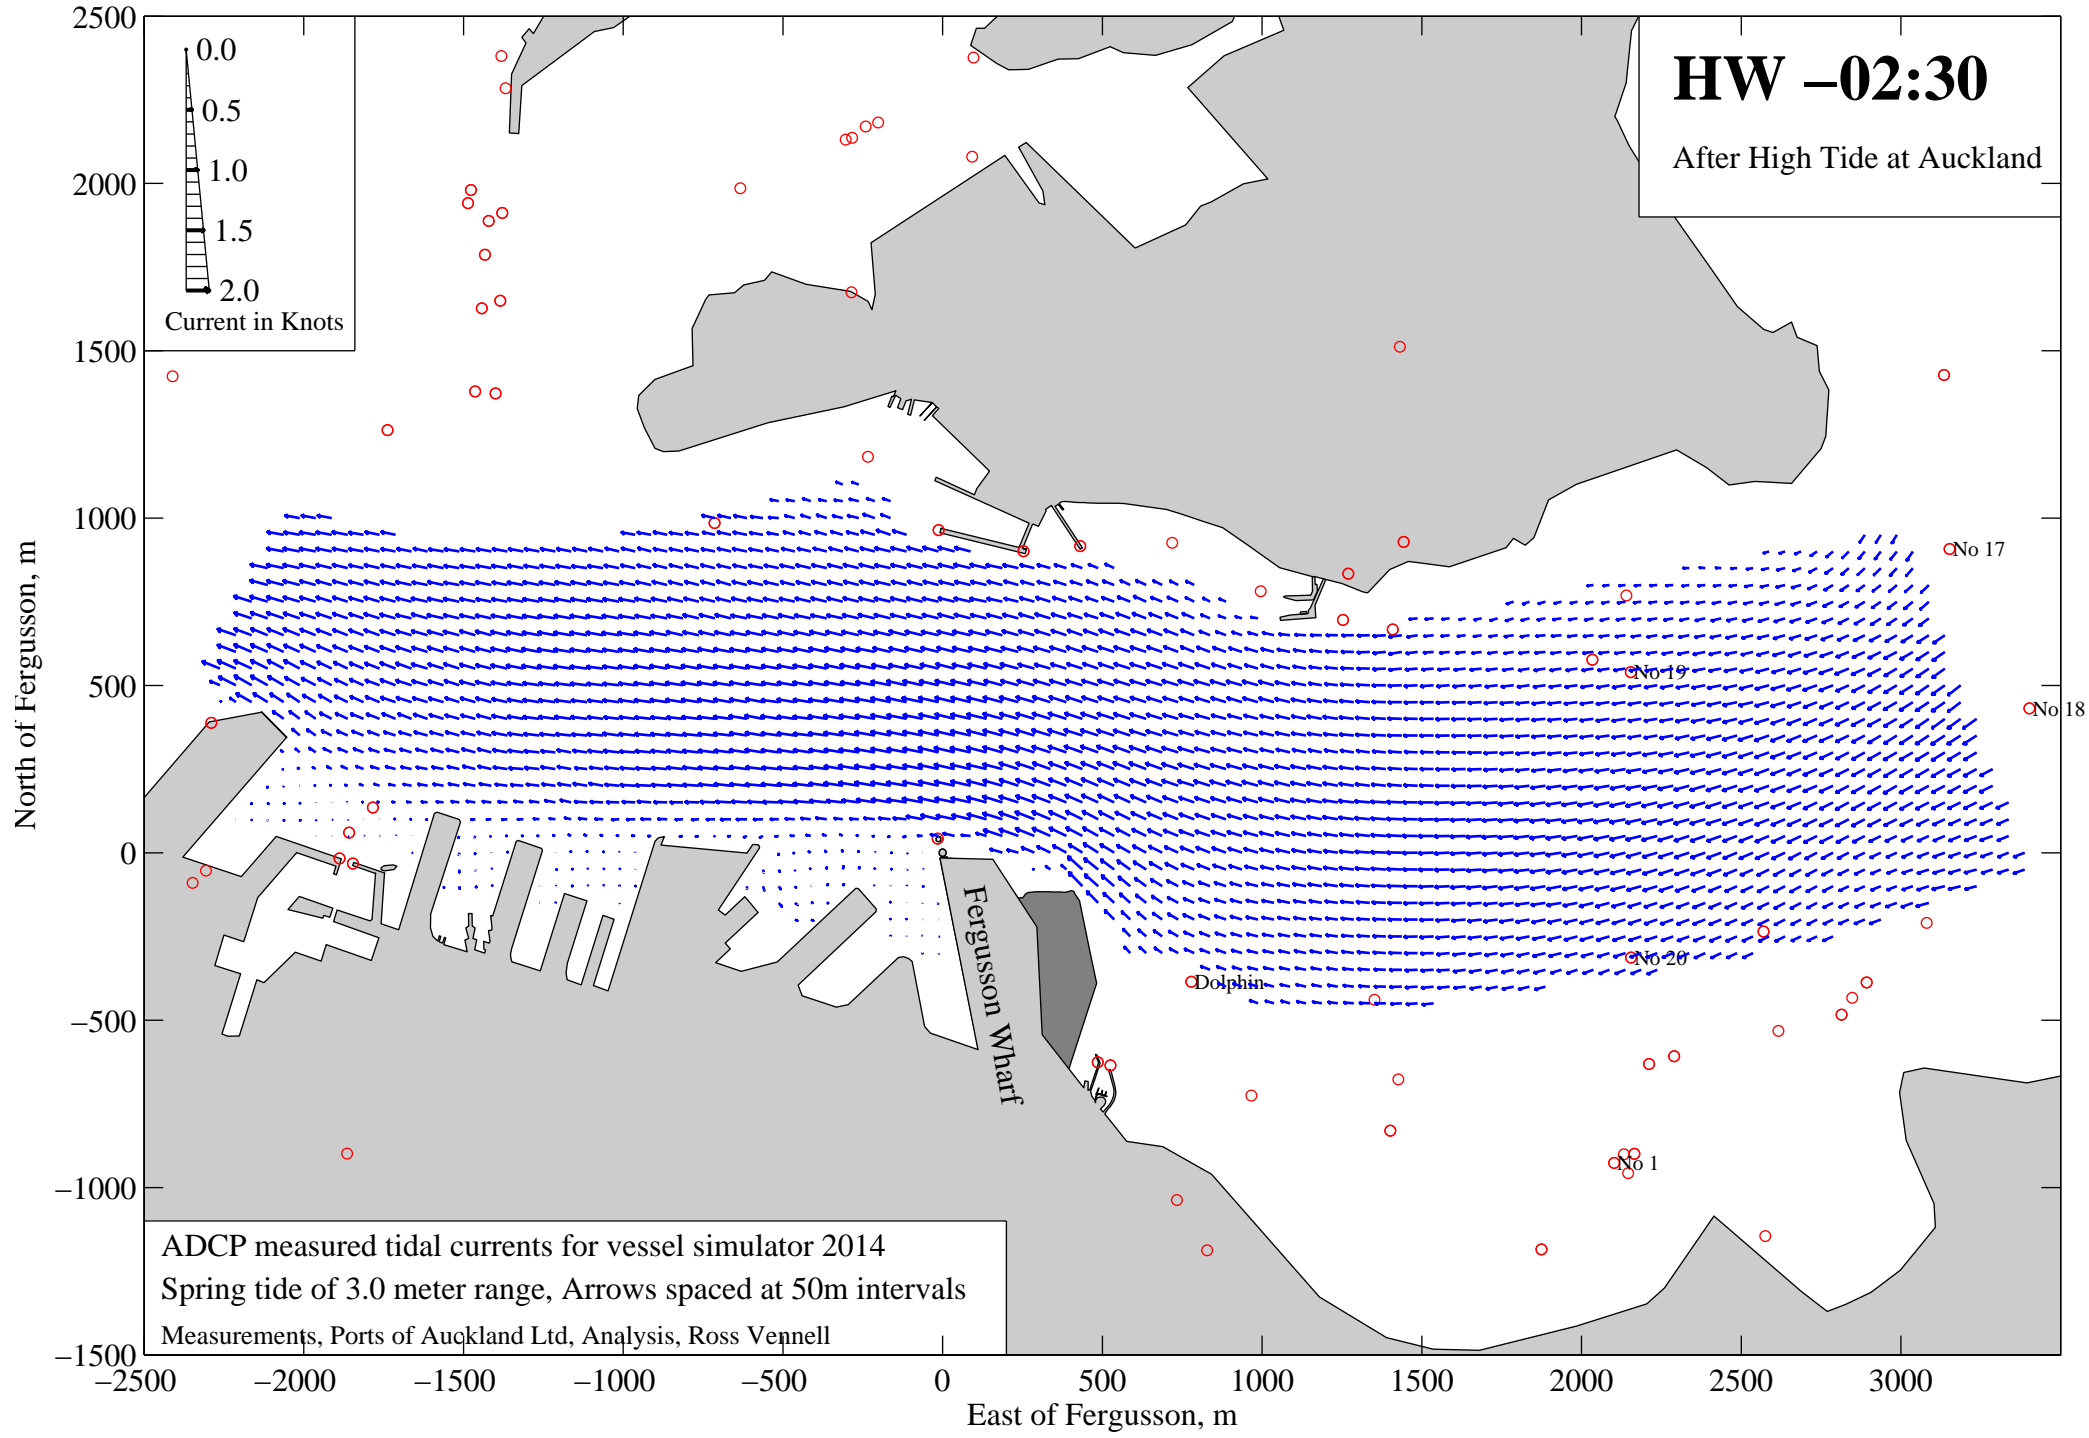 2500
2000
1500
1000
500
0
−500
−1000
−1500
North of Fergusson, m
0.0
0.5
1.0
1.5
2.0
Current in Knots
HW −02:30
After High Tide at Auckland
No 17
No 19
No 18
No 20
Dolphin
Fergusson Wharf
No 1
ADCP measured tidal currents for vessel simulator 2014
Spring tide of 3.0 meter range, Arrows spaced at 50m intervals
Measurements, Ports of Auckland Ltd, Analysis, Ross Vennell
−2500 −2000 −1500 −1000 −500 0 500 1000 1500 2000 2500 3000
East of Fergusson, m